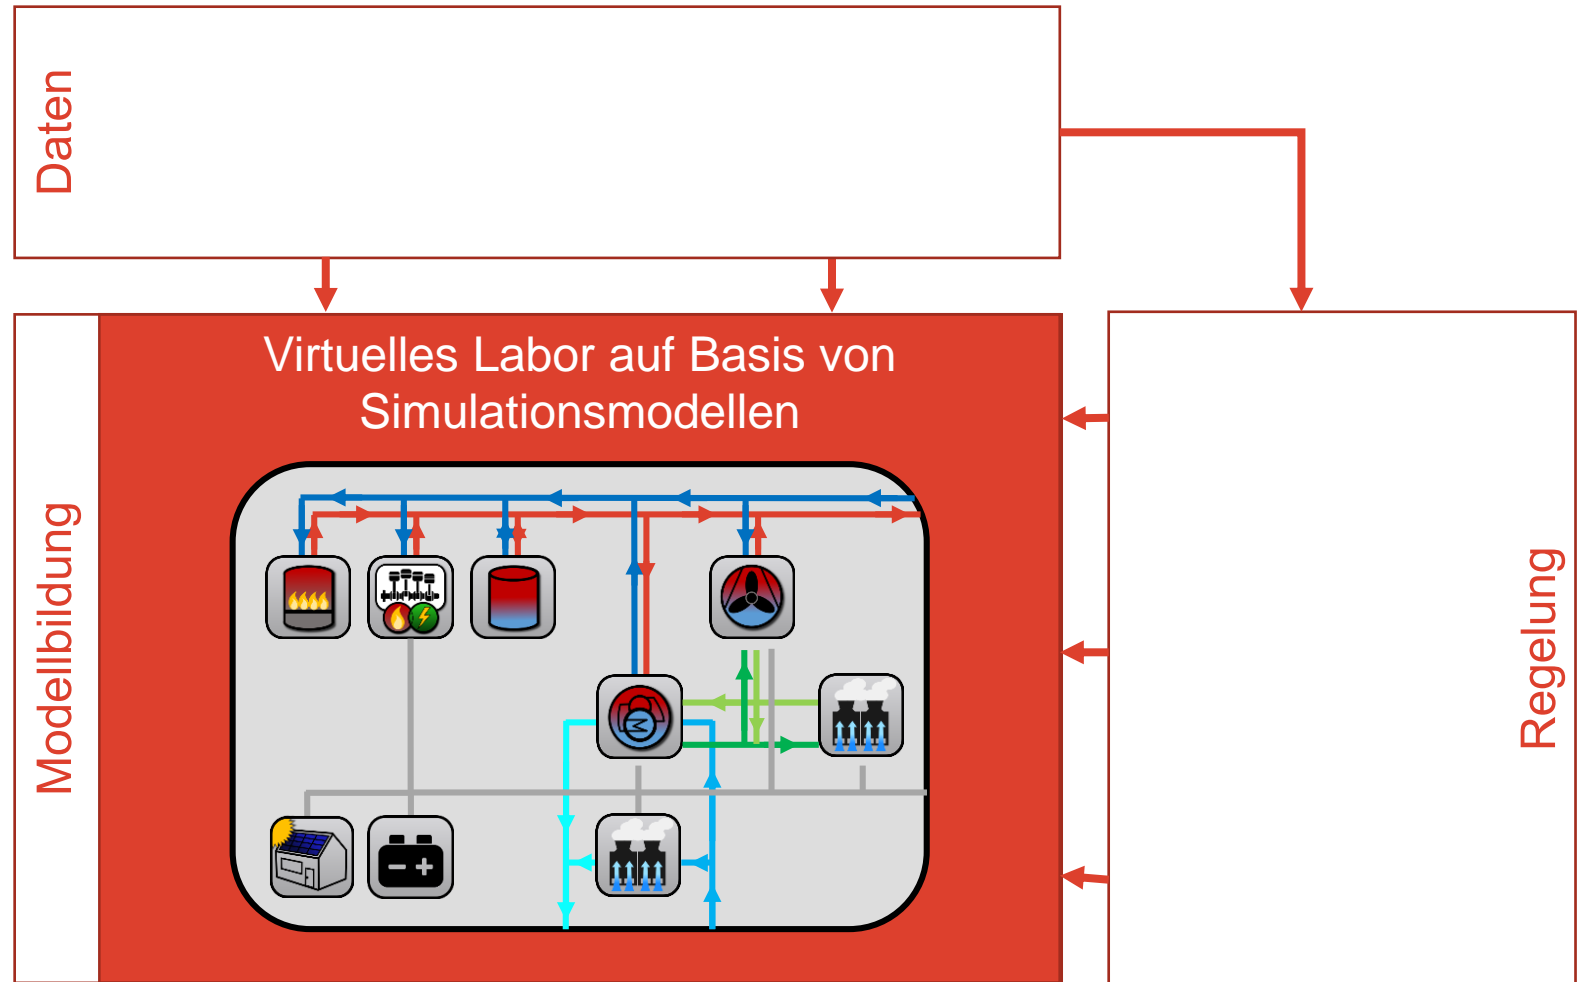 Daten
Virtuelles Labor auf Basis von
Simulationsmodellen
Modellbildung
Regelung
M